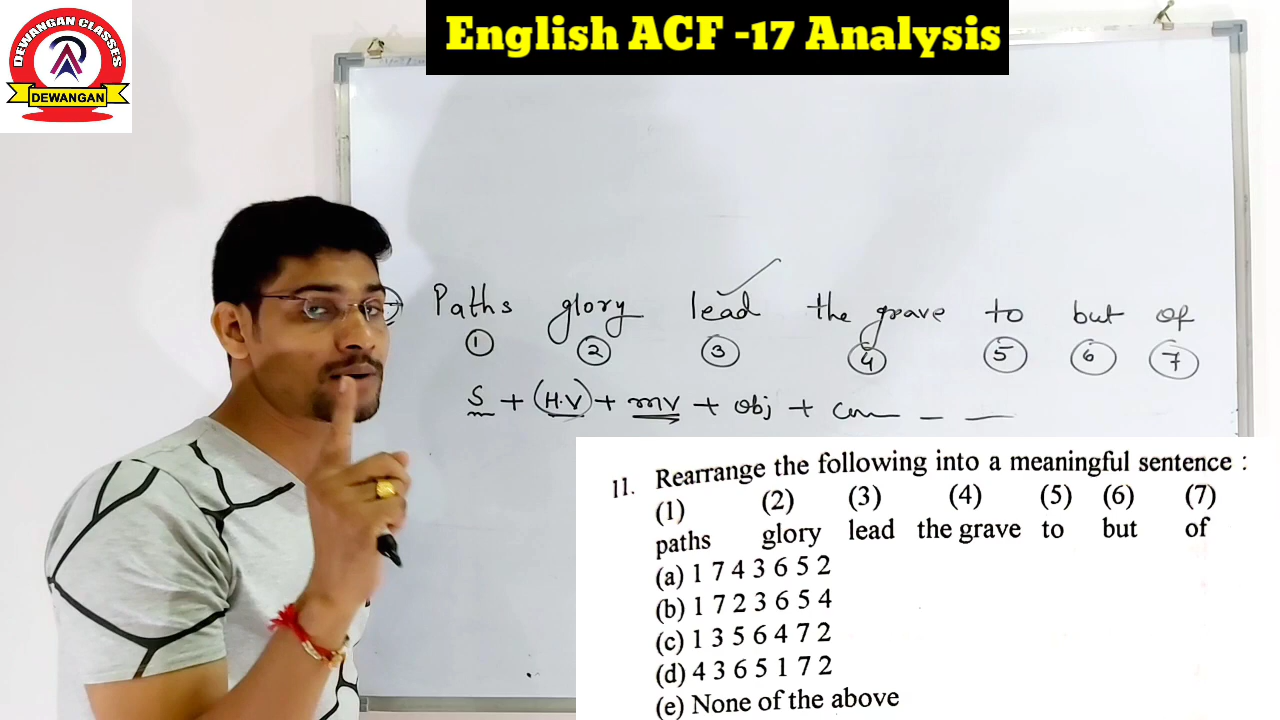 DEWANGAN CLASSES
DEWANGAN
English ACF -17 Analysis
Paths glory lead the grave to but of
1 2 3 4 5 6 7
S + (H.V) + mv + obj +
11. Rearrange the following into a meaningful sentence :
(1) (2) (3) (4) (5) (6) (7)
paths glory lead the grave to but of
(a) 1 7 4 3 6 5 2
(b) 1 7 2 3 6 5 4
(c) 1 3 5 6 4 7 2
(d) 4 3 6 5 1 7 2
(e) None of the above